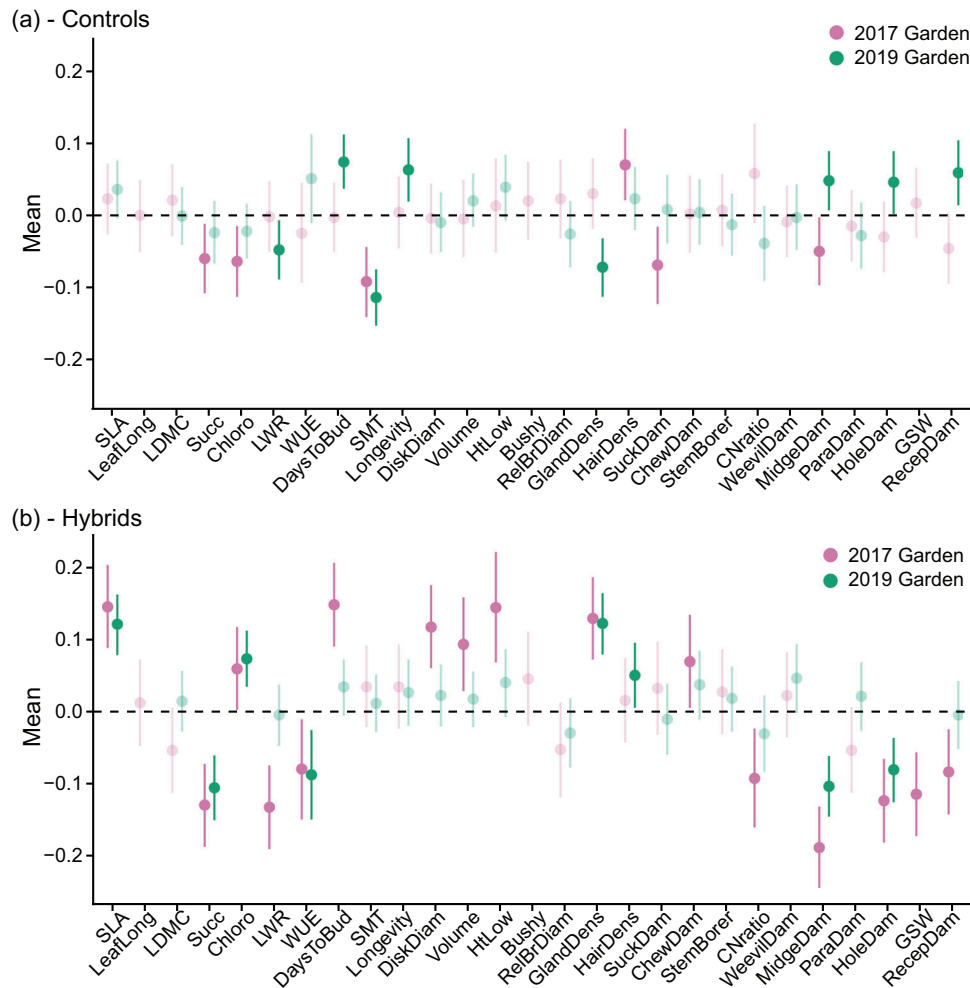 (a) - Controls
2017 Garden
2019 Garden
Mean
0.2
0.1
0.0
−0.1
−0.2
SLA
LeafLong
LDMC
Succ
Chloro
LWR
WUE
DaysToBud
SMT
Longevity
DiskDiam
Volume
HtLow
Bushy
RelBrDiam
GlandDens
HairDens
SuckDam
ChewDam
StemBorer
CNratio
WeevilDam
MidgeDam
ParaDam
HoleDam
GSW
RecepDam
(b) - Hybrids
2017 Garden
2019 Garden
Mean
0.2
0.1
0.0
−0.1
−0.2
SLA
LeafLong
LDMC
Succ
Chloro
LWR
WUE
DaysToBud
SMT
Longevity
DiskDiam
Volume
HtLow
Bushy
RelBrDiam
GlandDens
HairDens
SuckDam
ChewDam
StemBorer
CNratio
WeevilDam
MidgeDam
ParaDam
HoleDam
GSW
RecepDam